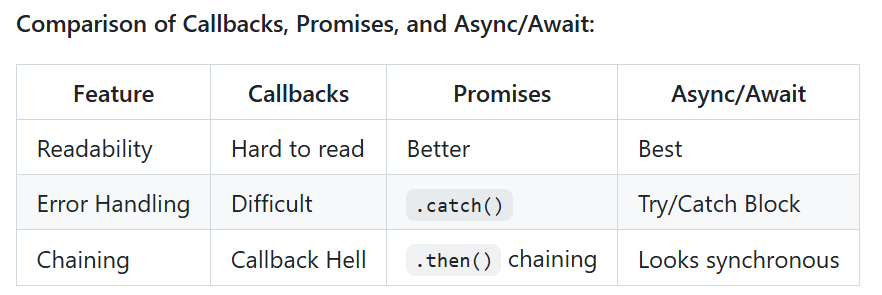 Comparison of Callbacks, Promises, and Async/Await:
Feature Callbacks Promises Async/Await
Readability Hard to read Better Best
Error Handling Difficult .catch() Try/Catch Block
Chaining Callback Hell .then() chaining Looks synchronous